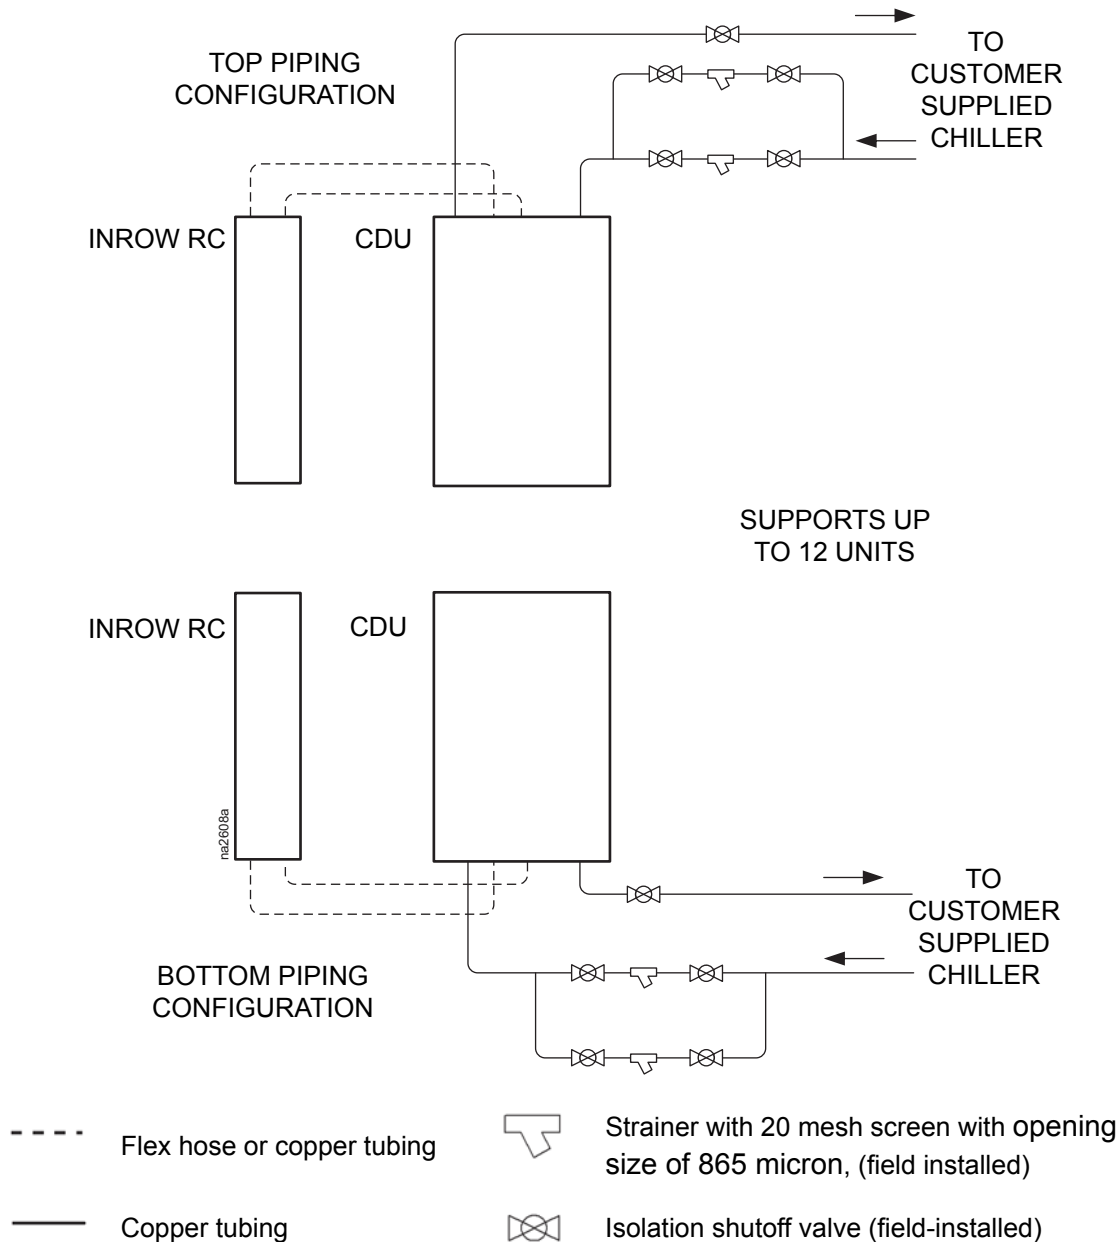 TOP PIPING
CONFIGURATION
TO
CUSTOMER
SUPPLIED
CHILLER
INROW RC
CDU
SUPPORTS UP
TO 12 UNITS
INROW RC
CDU
na2608a
TO
CUSTOMER
SUPPLIED
CHILLER
BOTTOM PIPING
CONFIGURATION
Flex hose or copper tubing
Strainer with 20 mesh screen with opening
size of 865 micron, (field installed)
Copper tubing
Isolation shutoff valve (field-installed)